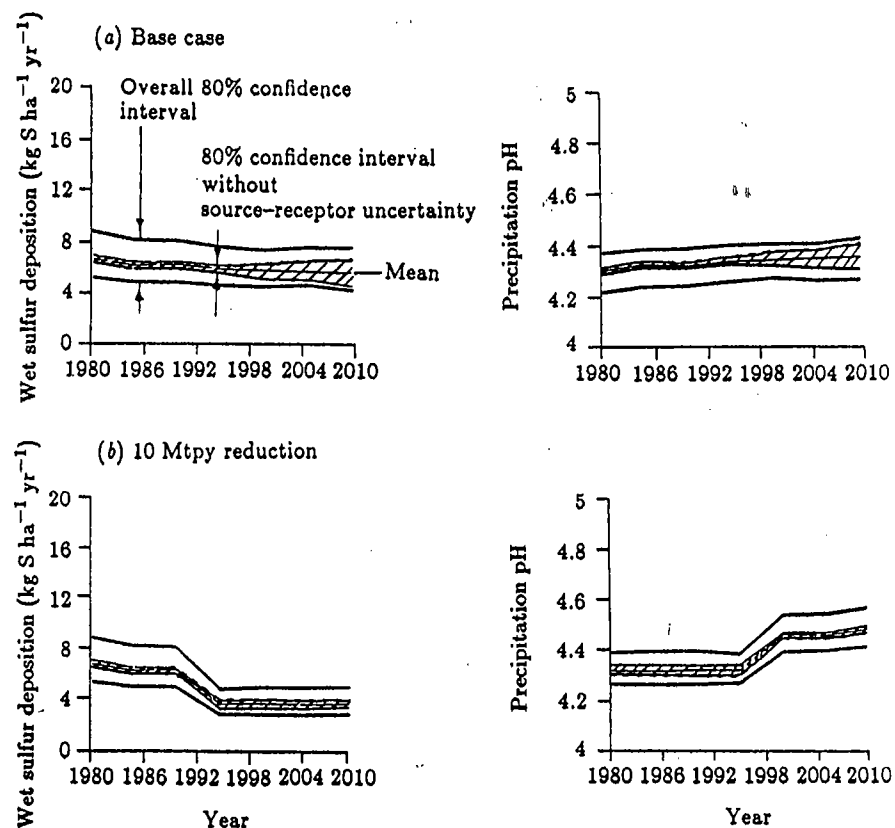 (a) Base case
Wet sulfur deposition (kg S ha⁻¹ yr⁻¹)
20
16
12
8
4
0
Overall 80% confidence
interval
80% confidence interval
without
source–receptor uncertainty
Mean
1980 1986 1992 1998 2004 2010
Precipitation pH
5
4.8
4.6
4.4
4.2
4
1980 1986 1992 1998 2004 2010
(b) 10 Mtpy reduction
Wet sulfur deposition (kg S ha⁻¹ yr⁻¹)
20
16
12
8
4
0
1980 1986 1992 1998 2004 2010
Year
Precipitation pH
5
4.8
4.6
4.4
4.2
4
1980 1986 1992 1998 2004 2010
Year